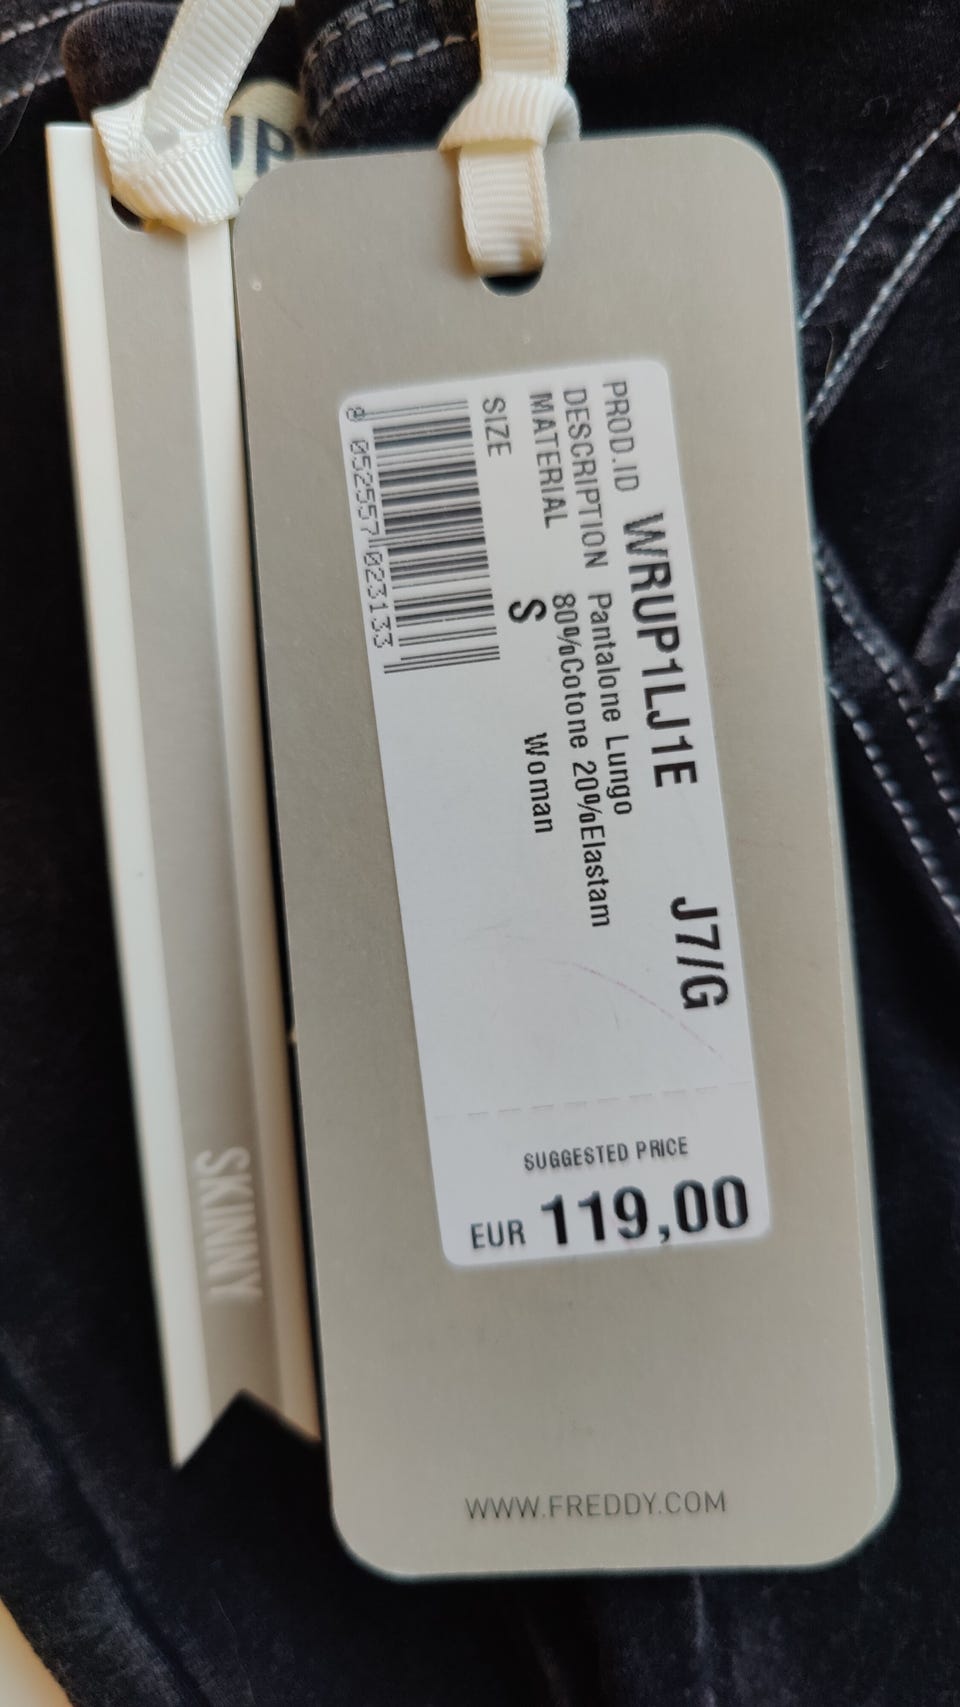 UP
PROD.ID WRUP1LJ1E J7/G
DESCRIPTION Pantalone Lungo
MATERIAL 80%Cotone 20%Elastam
SIZE S Woman
8 052557 023133
SUGGESTED PRICE
EUR 119,00
WWW.FREDDY.COM
SKINNY